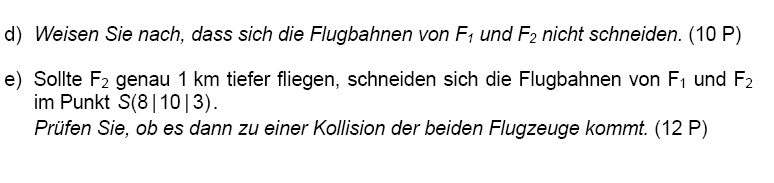 d) Weisen Sie nach, dass sich die Flugbahnen von F₁ und F₂ nicht schneiden. (10 P)
e) Sollte F₂ genau 1 km tiefer fliegen, schneiden sich die Flugbahnen von F₁ und F₂
im Punkt S(8|10|3).
Prüfen Sie, ob es dann zu einer Kollision der beiden Flugzeuge kommt. (12 P)